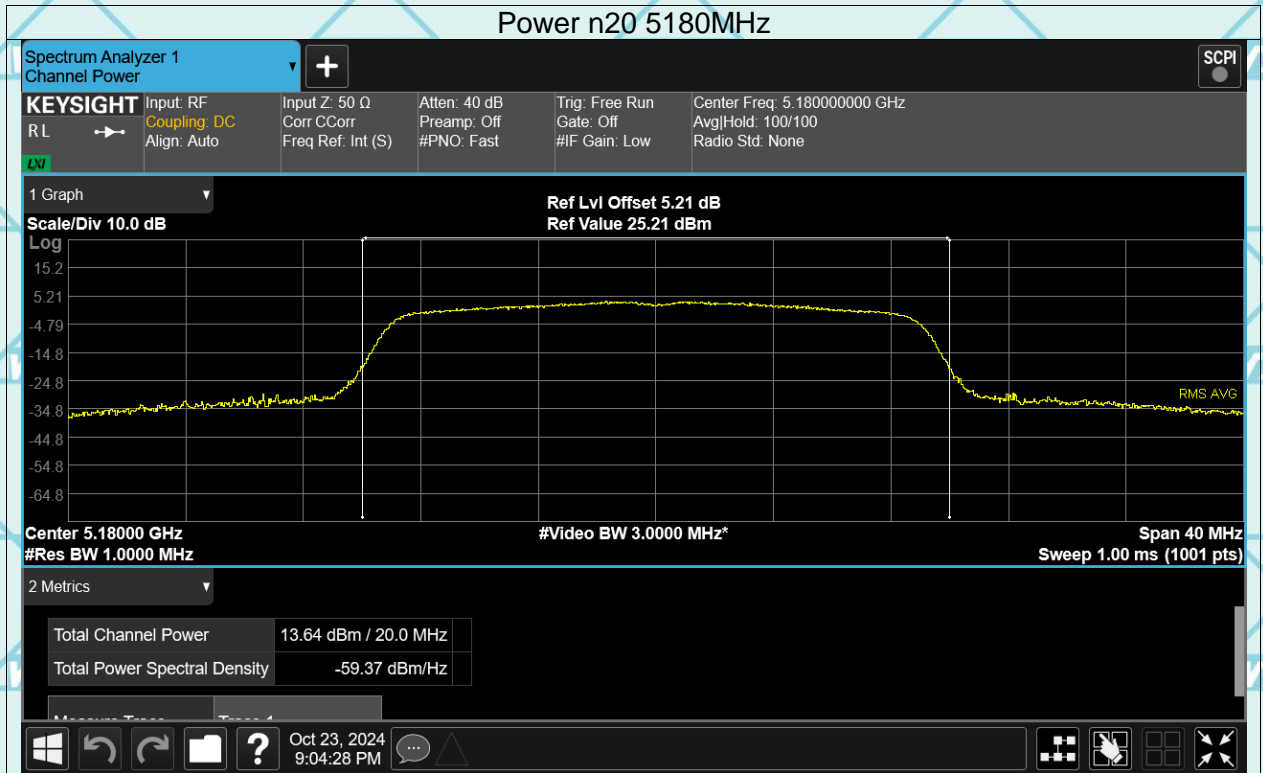 Power n20 5180MHz
Spectrum Analyzer 1
Channel Power
SCPI
KEYSIGHT
R L
LXI
Input: RF
Coupling: DC
Align: Auto
Input Z: 50 Ω
Corr CCorr
Freq Ref: Int (S)
Atten: 40 dB
Preamp: Off
#PNO: Fast
Trig: Free Run
Gate: Off
#IF Gain: Low
Center Freq: 5.180000000 GHz
Avg|Hold: 100/100
Radio Std: None
1 Graph
Ref Lvl Offset 5.21 dB
Scale/Div 10.0 dB
Ref Value 25.21 dBm
Log
15.2
5.21
-4.79
-14.8
-24.8
-34.8
-44.8
-54.8
-64.8
RMS AVG
Center 5.18000 GHz
#Video BW 3.0000 MHz*
Span 40 MHz
#Res BW 1.0000 MHz
Sweep 1.00 ms (1001 pts)
2 Metrics
Total Channel Power 13.64 dBm / 20.0 MHz
Total Power Spectral Density -59.37 dBm/Hz
Measure Trace Trace 1
?
Oct 23, 2024
9:04:28 PM